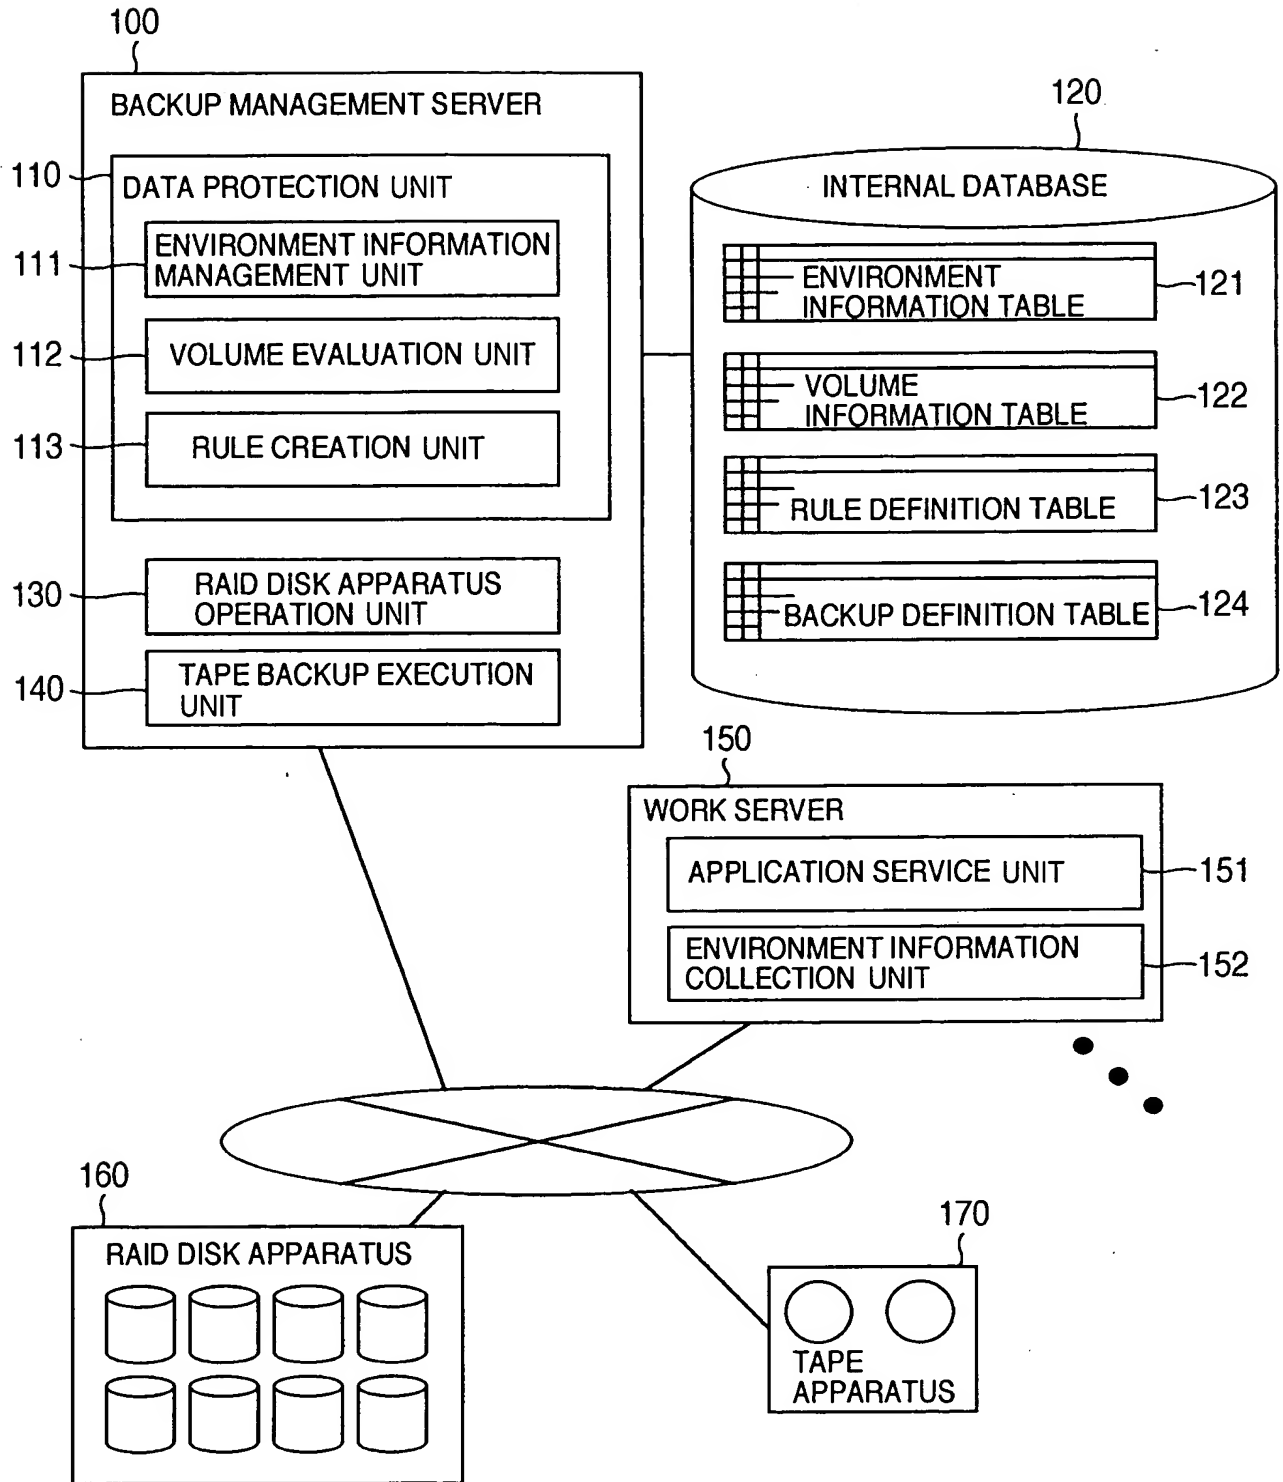 100
BACKUP MANAGEMENT SERVER
110
DATA PROTECTION UNIT
111
ENVIRONMENT INFORMATION
MANAGEMENT UNIT
112
VOLUME EVALUATION UNIT
113
RULE CREATION UNIT
130
RAID DISK APPARATUS
OPERATION UNIT
140
TAPE BACKUP EXECUTION
UNIT
120
INTERNAL DATABASE
ENVIRONMENT
INFORMATION TABLE
121
VOLUME
INFORMATION TABLE
122
RULE DEFINITION TABLE
123
BACKUP DEFINITION TABLE
124
150
WORK SERVER
APPLICATION SERVICE UNIT
151
ENVIRONMENT INFORMATION
COLLECTION UNIT
152
160
RAID DISK APPARATUS
170
TAPE
APPARATUS